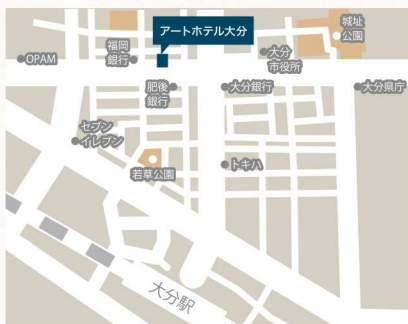 アートホテル大分
城址
公園
OPAM
福岡
銀行
大分
市役所
肥後
銀行
大分銀行
大分県庁
セブン
イレブン
若草公園
トキハ
大分駅